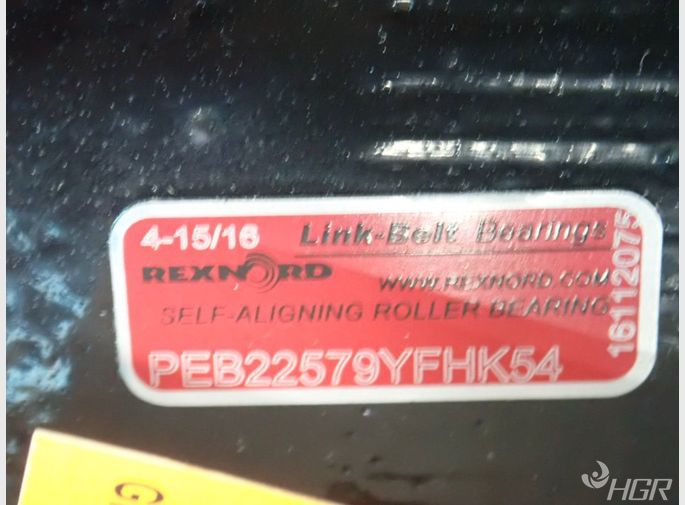 4-15/16 Link-Belt Bearings
REXNORD WWW.REXNORD.COM
SELF-ALIGNING ROLLER BEARING
PEB22579YFHK54
16112075
G
HGR